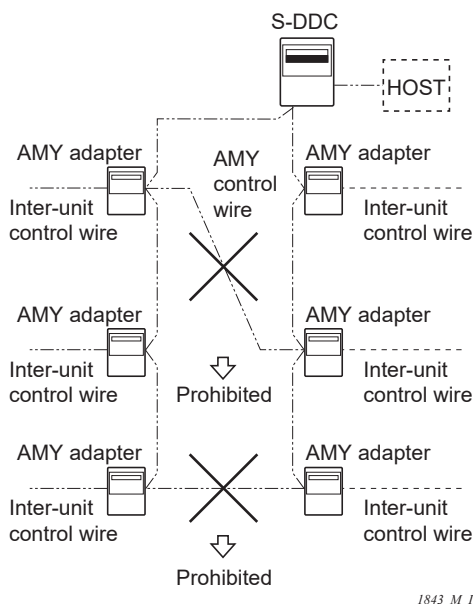 S-DDC
HOST
AMY adapter
AMY
control
wire
AMY adapter
Inter-unit
control wire
Inter-unit
control wire
AMY adapter
AMY adapter
Inter-unit
control wire
Prohibited
Inter-unit
control wire
AMY adapter
AMY adapter
Inter-unit
control wire
Inter-unit
control wire
Prohibited
1843_M_I